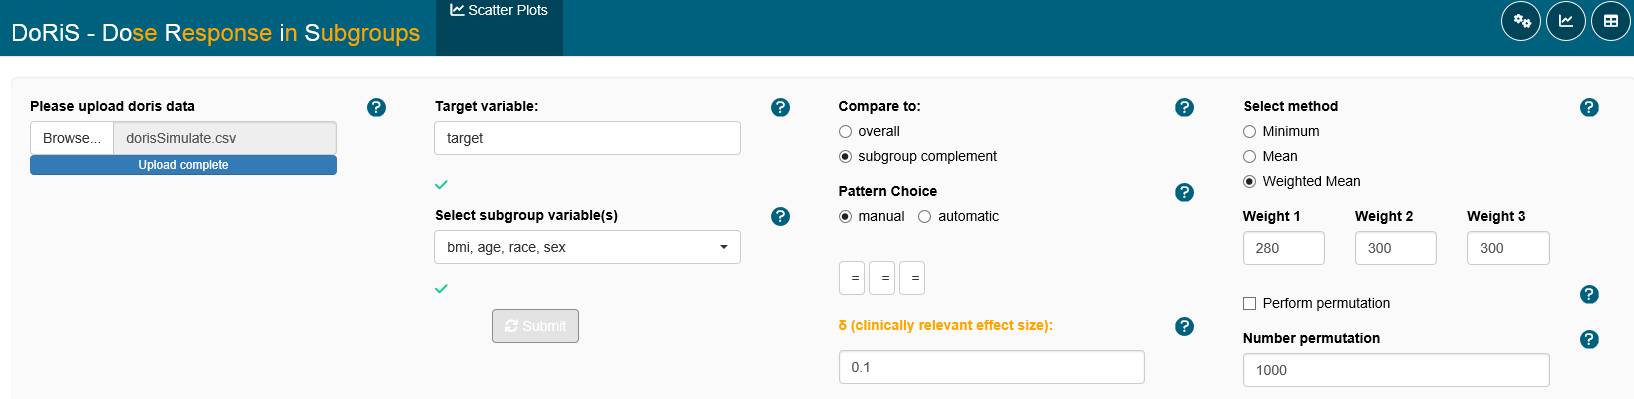 Scatter Plots
DoRiS - Dose Response in Subgroups
Please upload doris data
Browse... dorisSimulate.csv
Upload complete
Target variable:
target
Select subgroup variable(s)
bmi, age, race, sex
Submit
Compare to:
overall
subgroup complement
Pattern Choice
manual automatic
= = =
δ (clinically relevant effect size):
0.1
Select method
Minimum
Mean
Weighted Mean
Weight 1 Weight 2 Weight 3
280 300 300
Perform permutation
Number permutation
1000